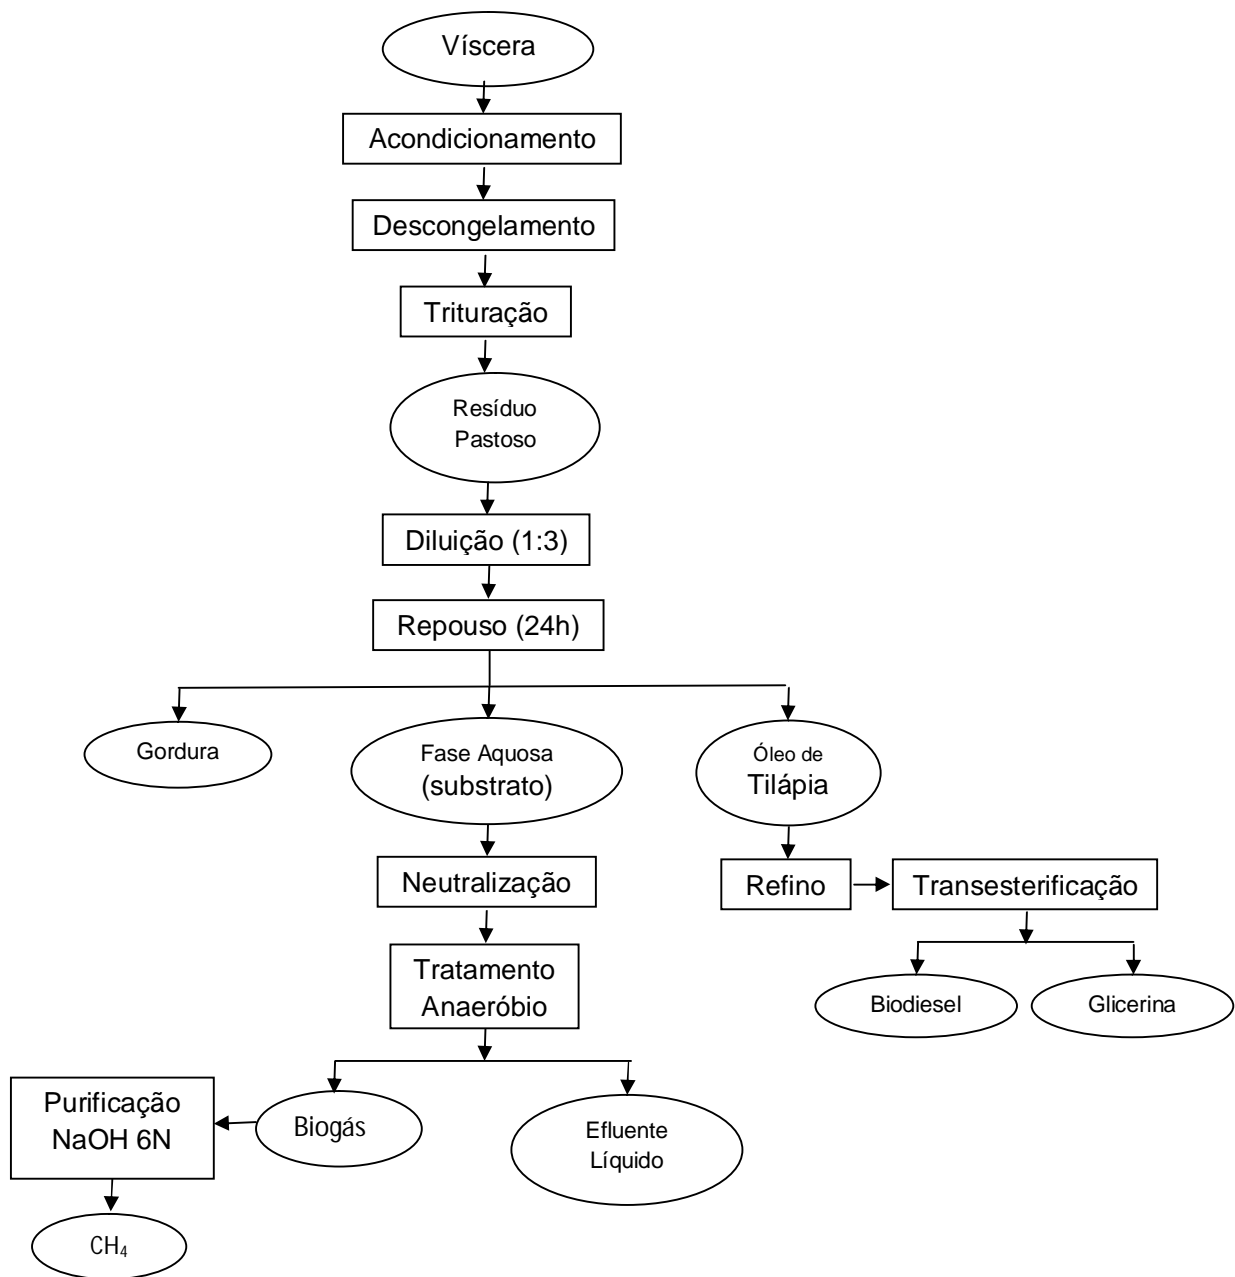 Víscera
Acondicionamento
Descongelamento
Trituração
Resíduo
Pastoso
Diluição (1:3)
Repouso (24h)
Gordura
Fase Aquosa
(substrato)
Óleo de
Tilápia
Neutralização
Refino
Transesterificação
Tratamento
Anaeróbio
Biodiesel
Glicerina
Purificação
NaOH 6N
Biogás
Efluente
Líquido
CH₄